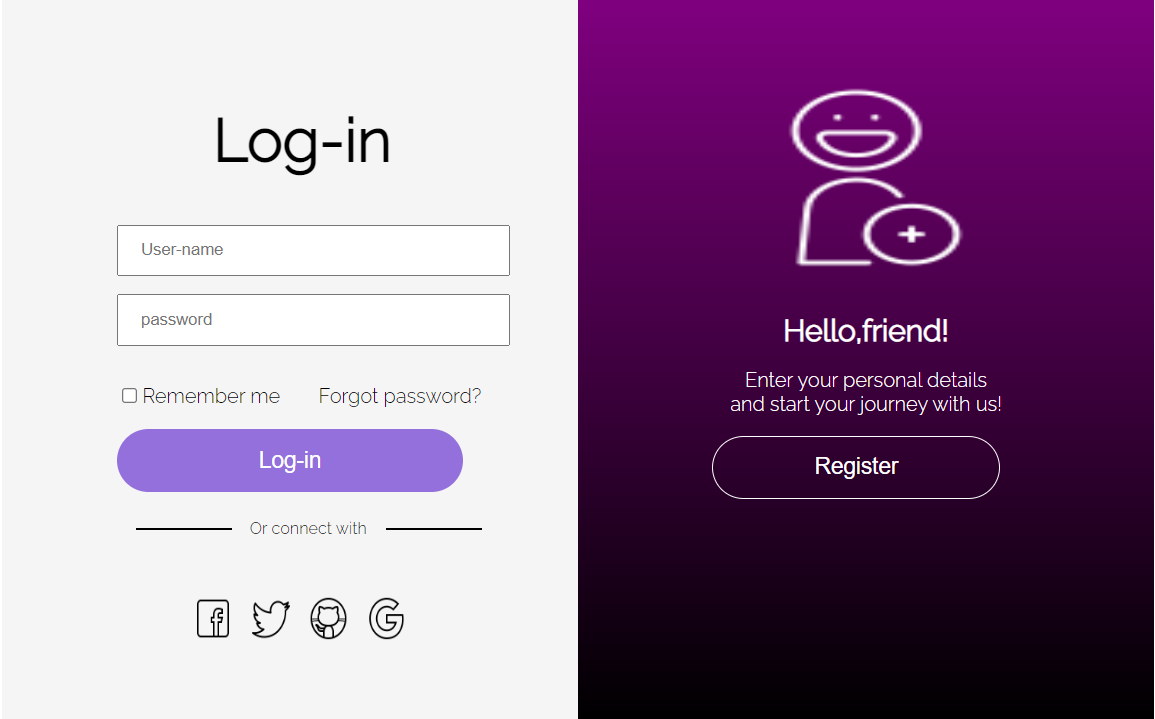 Log-in
User-name
password
Remember me Forgot password?
Log-in
Or connect with
Hello,friend!
Enter your personal details
and start your journey with us!
Register